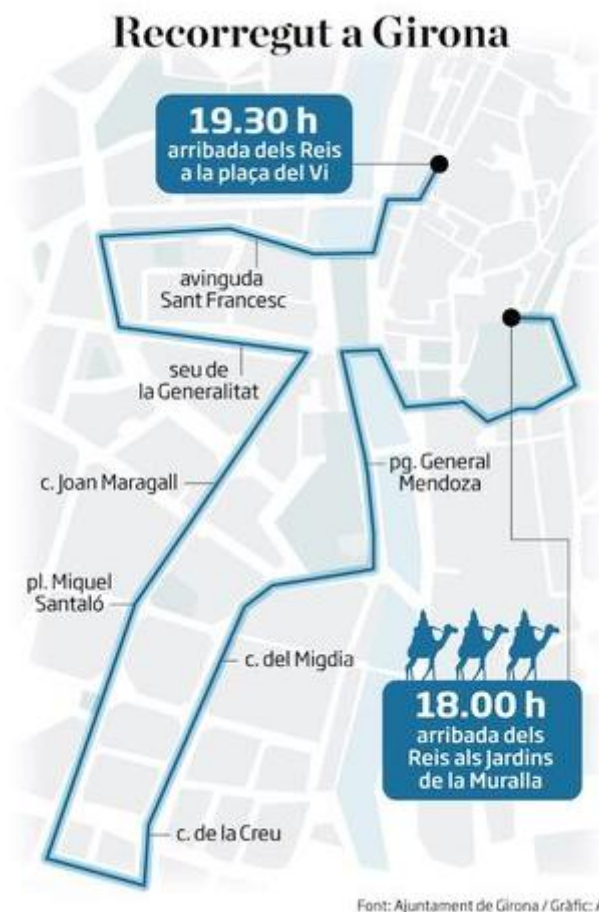 Recorregut a Girona
19.30 h
arribada dels Reis
a la plaça del Vi
avinguda
Sant Francesc
seu de
la Generalitat
c. Joan Maragall
pg. General
Mendoza
pl. Miquel
Santaló
c. del Migdia
18.00 h
arribada dels
Reis als Jardins
de la Muralla
c. de la Creu
Font: Ajuntament de Girona / Gràfic: